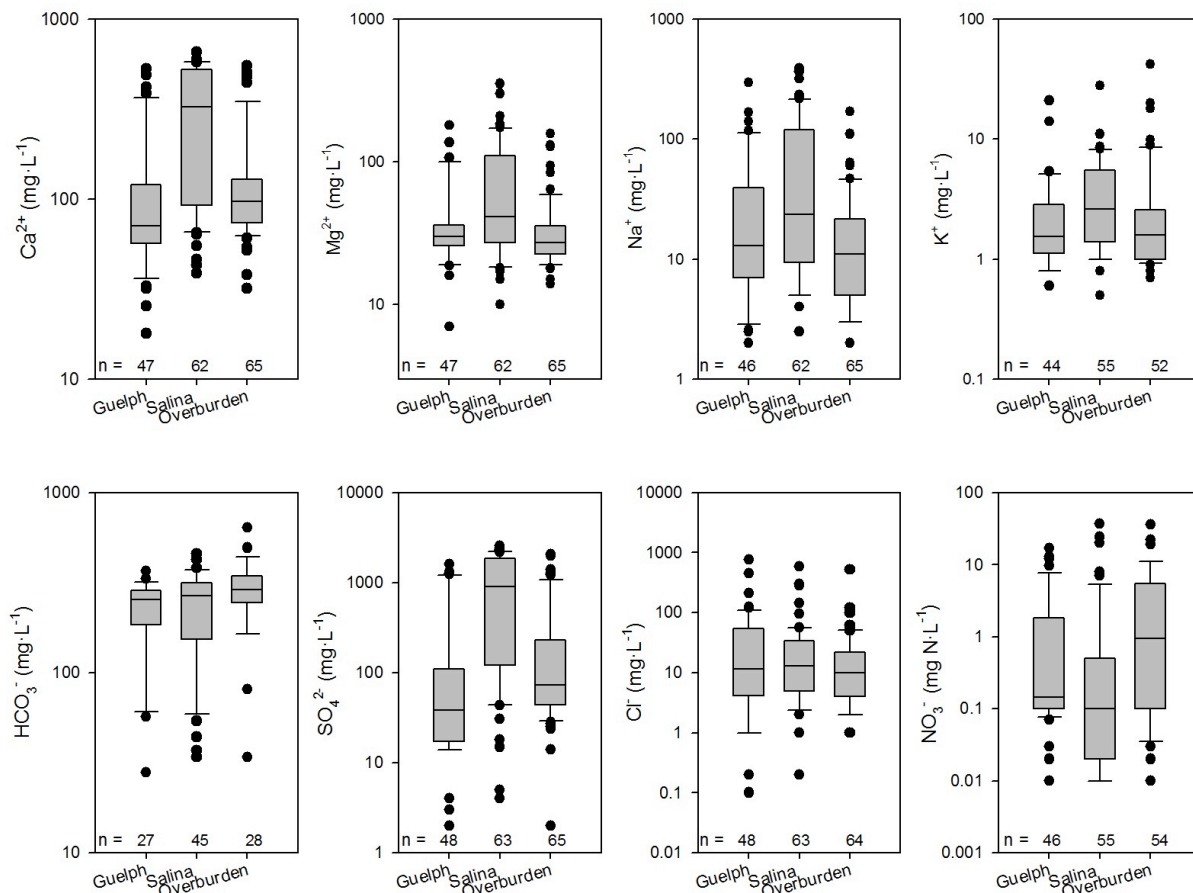 1000
100
10
Ca²⁺ (mg·L⁻¹)
n = 47 62 65
Guelph
Salina
Overburden
1000
100
10
Mg²⁺ (mg·L⁻¹)
n = 47 62 65
Guelph
Salina
Overburden
1000
100
10
1
Na⁺ (mg·L⁻¹)
n = 46 62 65
Guelph
Salina
Overburden
100
10
1
0.1
K⁺ (mg·L⁻¹)
n = 44 55 52
Guelph
Salina
Overburden
1000
100
10
HCO₃⁻ (mg·L⁻¹)
n = 27 45 28
Guelph
Salina
Overburden
10000
1000
100
10
1
SO₄²⁻ (mg·L⁻¹)
n = 48 63 65
Guelph
Salina
Overburden
10000
1000
100
10
1
0.1
0.01
Cl⁻ (mg·L⁻¹)
n = 48 63 64
Guelph
Salina
Overburden
100
10
1
0.1
0.01
0.001
NO₃⁻ (mg N·L⁻¹)
n = 46 55 54
Guelph
Salina
Overburden